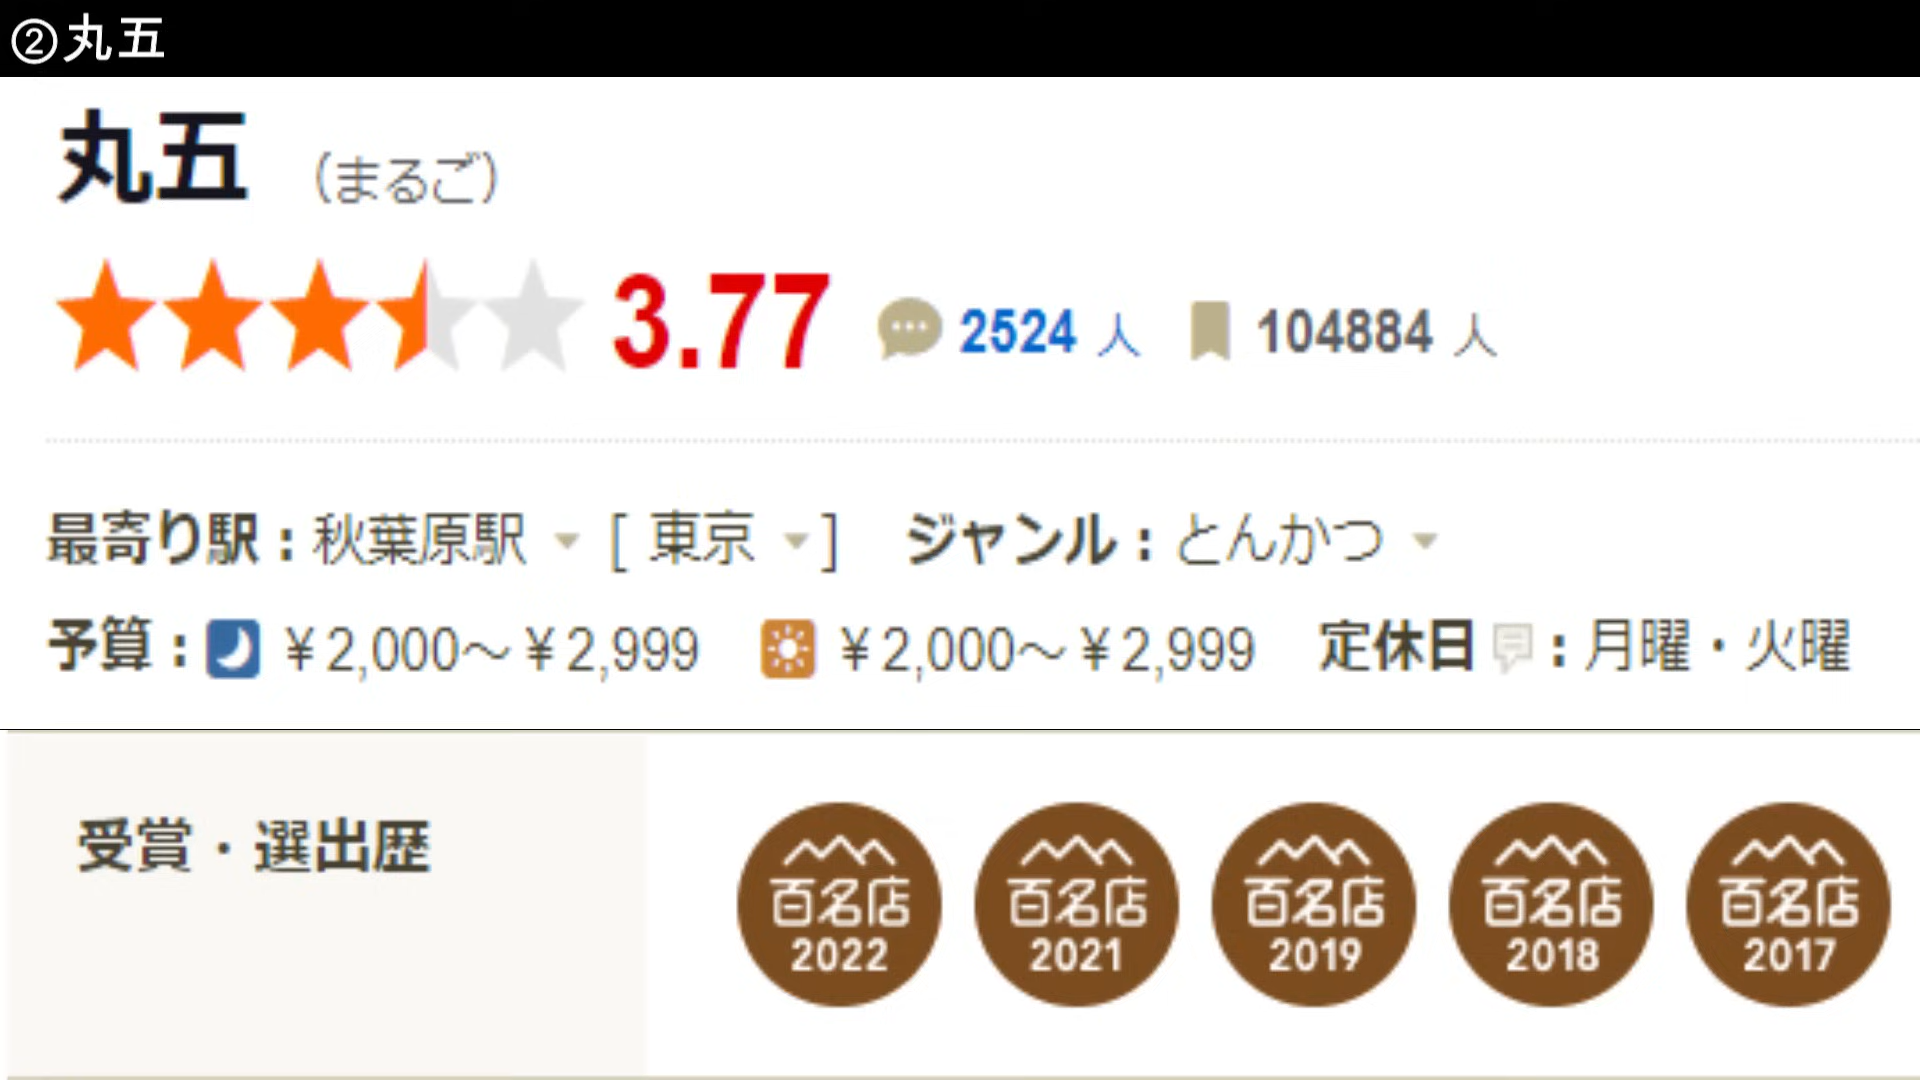 ②丸五
丸五 （まるご）
3.77 2524 人 104884 人
最寄り駅：秋葉原駅 [ 東京 ] ジャンル：とんかつ
予算： ￥2,000～￥2,999 ￥2,000～￥2,999 定休日：月曜・火曜
受賞・選出歴
百名店 2022
百名店 2021
百名店 2019
百名店 2018
百名店 2017